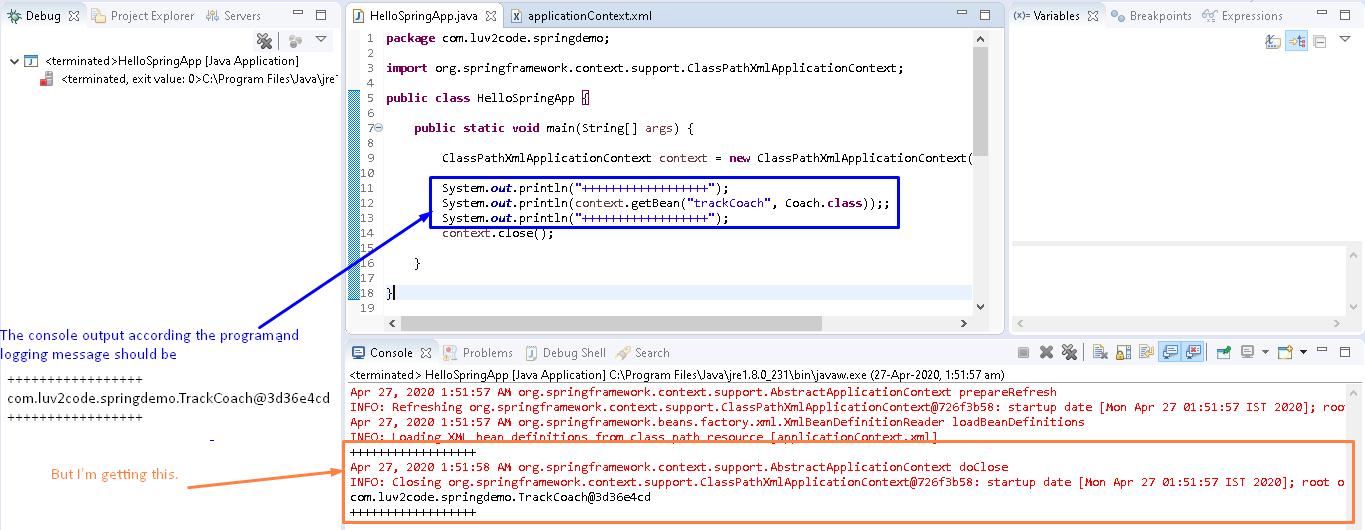 Debug Project Explorer Servers
<terminated>HelloSpringApp [Java Application]
<terminated, exit value: 0>C:\Program Files\Java\jre1
The console output according the program,and
logging message should be
+++++++++++++++++
com.luv2code.springdemo.TrackCoach@3d36e4cd
+++++++++++++++++
But I'm getting this.
HelloSpringApp.java applicationContext.xml
1 package com.luv2code.springdemo;
2
3 import org.springframework.context.support.ClassPathXmlApplicationContext;
4
5 public class HelloSpringApp {
6
7 public static void main(String[] args) {
8
9 ClassPathXmlApplicationContext context = new ClassPathXmlApplicationContext(
10
11 System.out.println("++++++++++++++++++");
12 System.out.println(context.getBean("trackCoach", Coach.class));;
13 System.out.println("++++++++++++++++++");
14 context.close();
15
16 }
17
18 }
19
(x)= Variables Breakpoints Expressions
Console Problems Debug Shell Search
<terminated> HelloSpringApp [Java Application] C:\Program Files\Java\jre1.8.0_231\bin\javaw.exe (27-Apr-2020, 1:51:57 am)
Apr 27, 2020 1:51:57 AM org.springframework.context.support.AbstractApplicationContext prepareRefresh
INFO: Refreshing org.springframework.context.support.ClassPathXmlApplicationContext@726f3b58: startup date [Mon Apr 27 01:51:57 IST 2020]; root
Apr 27, 2020 1:51:57 AM org.springframework.beans.factory.xml.XmlBeanDefinitionReader loadBeanDefinitions
INFO: Loading XML bean definitions from class path resource [applicationContext.xml]
++++++++++++++++++
Apr 27, 2020 1:51:58 AM org.springframework.context.support.AbstractApplicationContext doClose
INFO: Closing org.springframework.context.support.ClassPathXmlApplicationContext@726f3b58: startup date [Mon Apr 27 01:51:57 IST 2020]; root o
com.luv2code.springdemo.TrackCoach@3d36e4cd
++++++++++++++++++